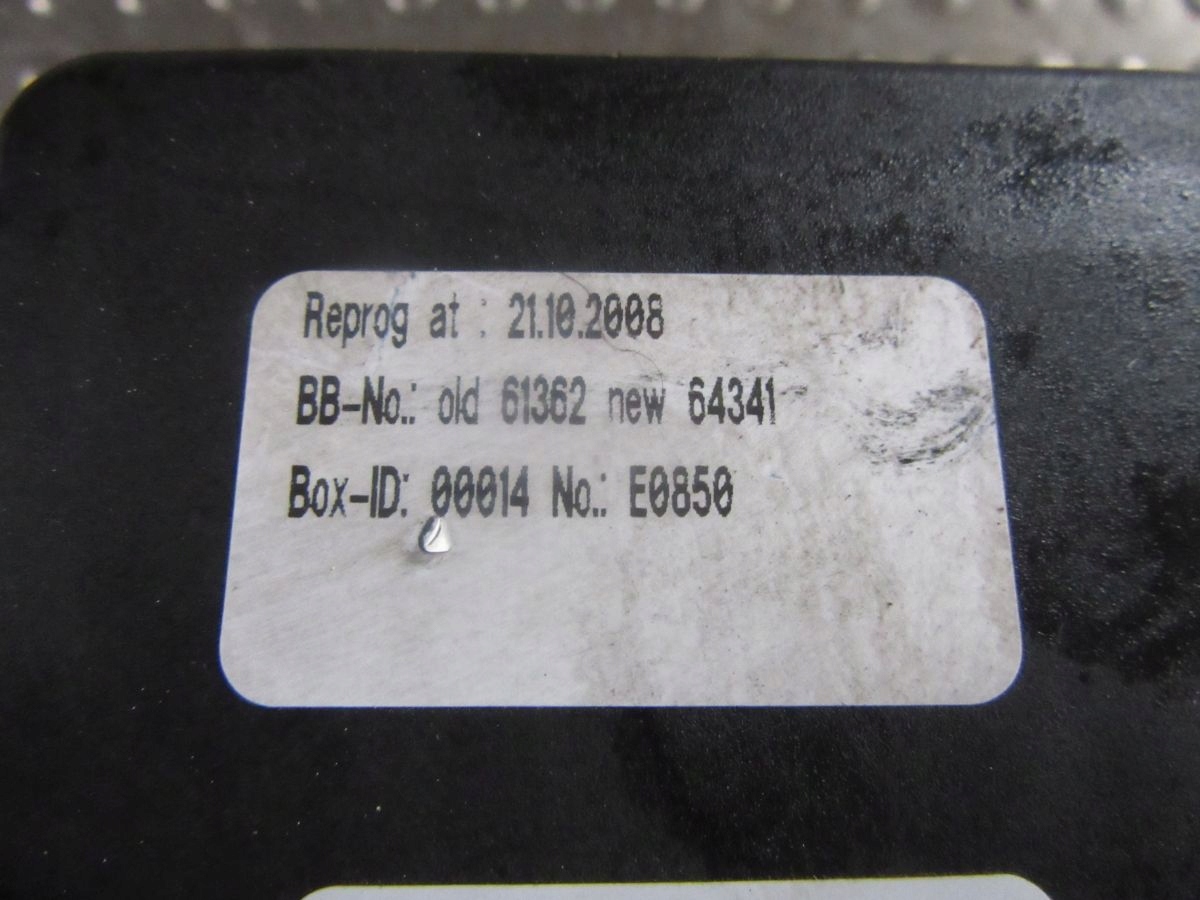 Reprog at : 21.10.2008
BB-No.: old 61362 new 64341
Box-ID: 00014 No.: E0850